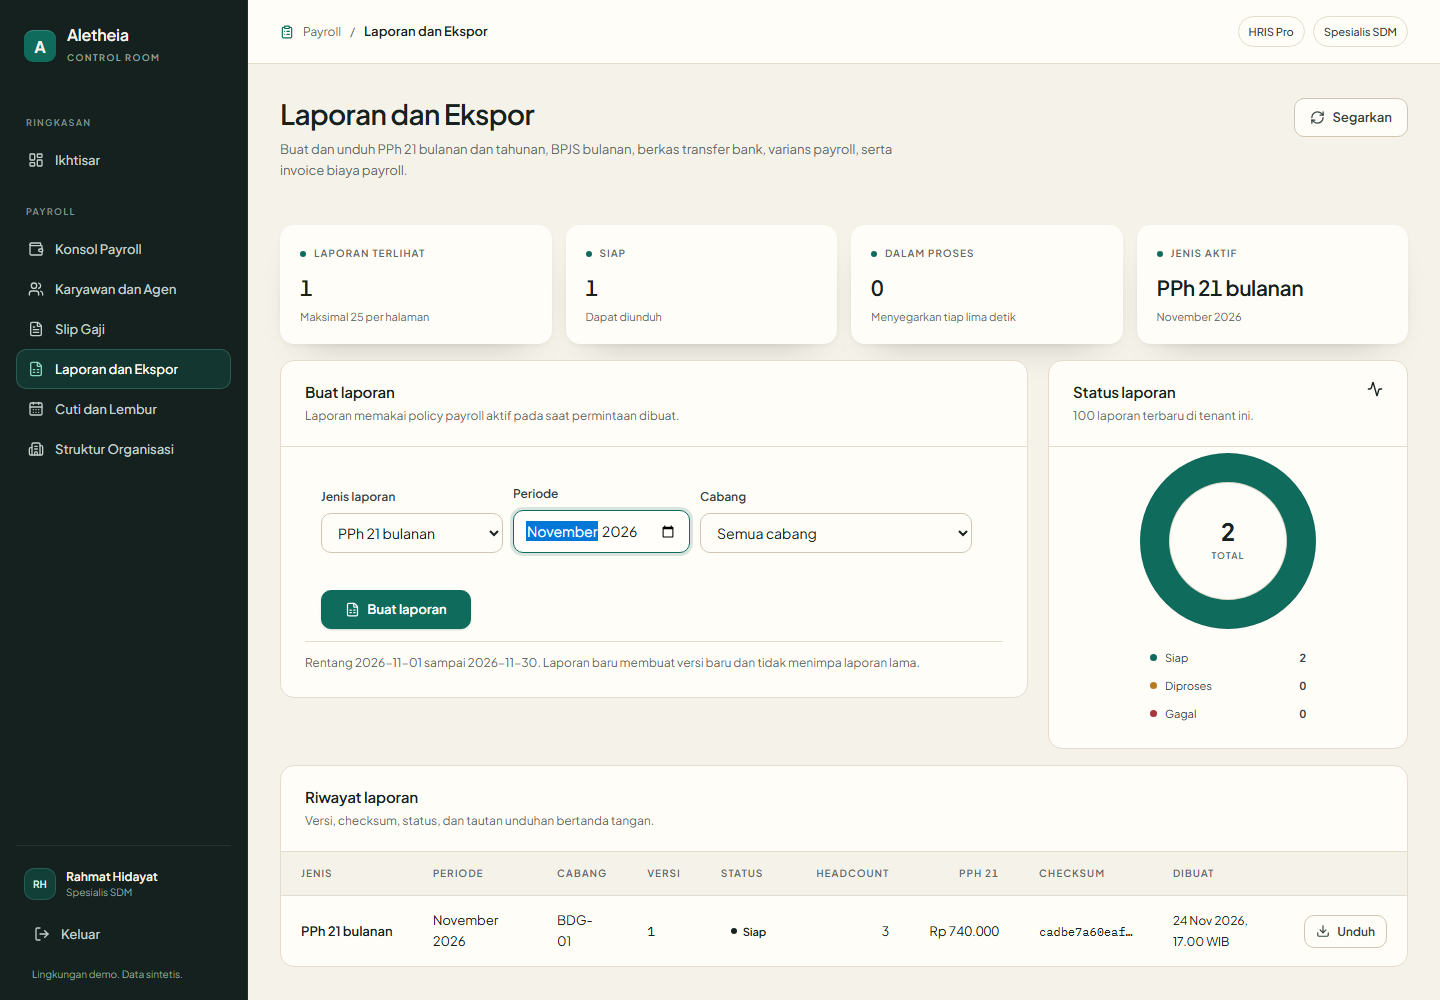 A
Aletheia
CONTROL ROOM
RINGKASAN
Ikhtisar
PAYROLL
Konsol Payroll
Karyawan dan Agen
Slip Gaji
Laporan dan Ekspor
Cuti dan Lembur
Struktur Organisasi
RH
Rahmat Hidayat
Spesialis SDM
Keluar
Lingkungan demo. Data sintetis.
Payroll / Laporan dan Ekspor
HRIS Pro
Spesialis SDM
Laporan dan Ekspor
Buat dan unduh PPh 21 bulanan dan tahunan, BPJS bulanan, berkas transfer bank, varians payroll, serta
invoice biaya payroll.
Segarkan
LAPORAN TERLIHAT
1
Maksimal 25 per halaman
SIAP
1
Dapat diunduh
DALAM PROSES
0
Menyegarkan tiap lima detik
JENIS AKTIF
PPh 21 bulanan
November 2026
Buat laporan
Laporan memakai policy payroll aktif pada saat permintaan dibuat.
Jenis laporan
PPh 21 bulanan
Periode
November 2026
Cabang
Semua cabang
Buat laporan
Rentang 2026-11-01 sampai 2026-11-30. Laporan baru membuat versi baru dan tidak menimpa laporan lama.
Status laporan
100 laporan terbaru di tenant ini.
2
TOTAL
Siap 2
Diproses 0
Gagal 0
Riwayat laporan
Versi, checksum, status, dan tautan unduhan bertanda tangan.
JENIS PERIODE CABANG VERSI STATUS HEADCOUNT PPH 21 CHECKSUM DIBUAT
PPh 21 bulanan November 2026 BDG-01 1 Siap 3 Rp 740.000 cadbe7a60eaf… 24 Nov 2026, 17.00 WIB Unduh